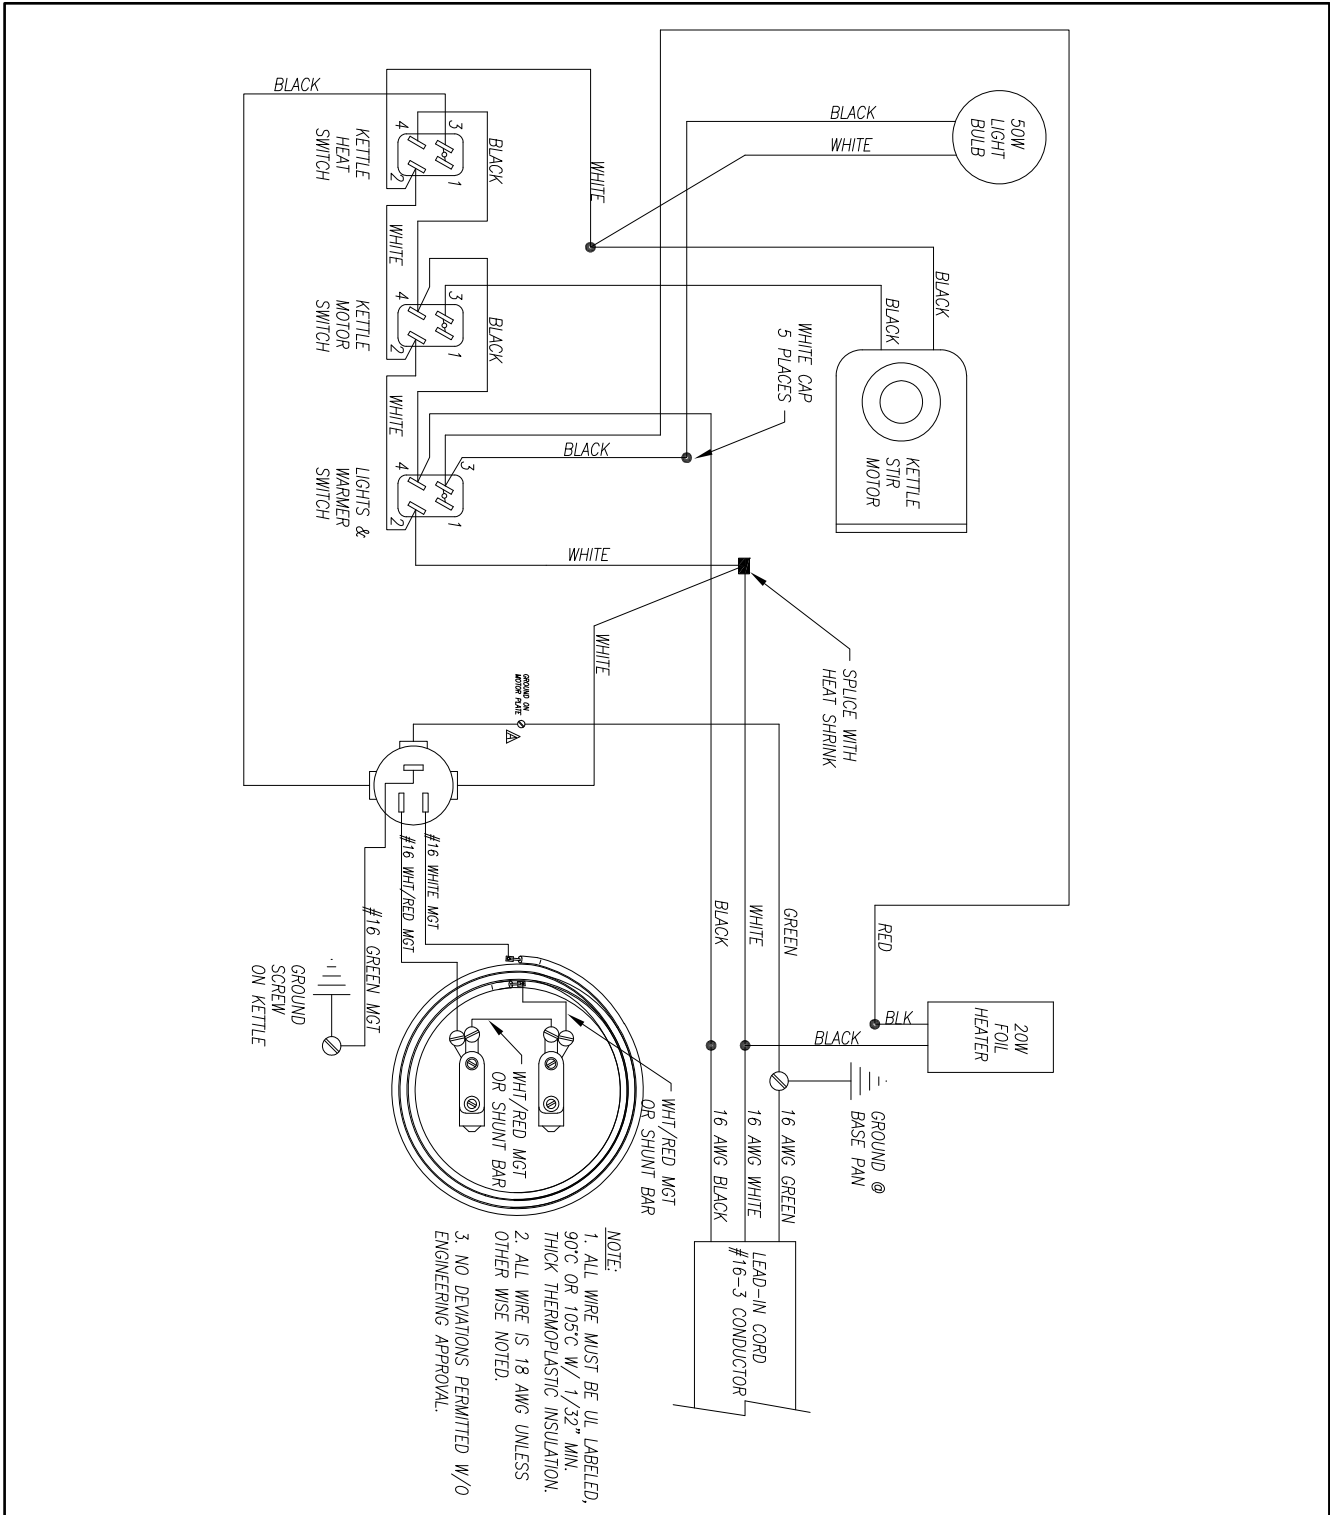 BLACK
KETTLE
HEAT
SWITCH
4
3
2
1
BLACK
WHITE
WHITE
KETTLE
MOTOR
SWITCH
4
3
2
1
BLACK
WHITE
LIGHTS &
WARMER
SWITCH
4
3
2
1
BLACK
WHITE
BLACK
WHITE
50W
LIGHT
BULB
BLACK
BLACK
WHITE CAP
5 PLACES
KETTLE
STIR
MOTOR
SPLICE WITH
HEAT SHRINK
WHITE
GROUND ON
MOTOR PLATE
A
#16 WHITE MGT
#16 WHT/RED MGT
#16 GREEN MGT
GROUND
SCREW
ON KETTLE
BLACK
WHITE
GREEN
RED
BLK
BLACK
20W
FOIL
HEATER
GROUND @
BASE PAN
WHT/RED MGT
OR SHUNT BAR
WHT/RED MGT
OR SHUNT BAR
16 AWG GREEN
16 AWG WHITE
16 AWG BLACK
LEAD-IN CORD
#16-3 CONDUCTOR
NOTE:
1. ALL WIRE MUST BE UL LABELED,
90°C OR 105°C W/ 1/32" MIN.
THICK THERMOPLASTIC INSULATION.
2. ALL WIRE IS 18 AWG UNLESS
OTHER WISE NOTED.
3. NO DEVIATIONS PERMITTED W/O
ENGINEERING APPROVAL.